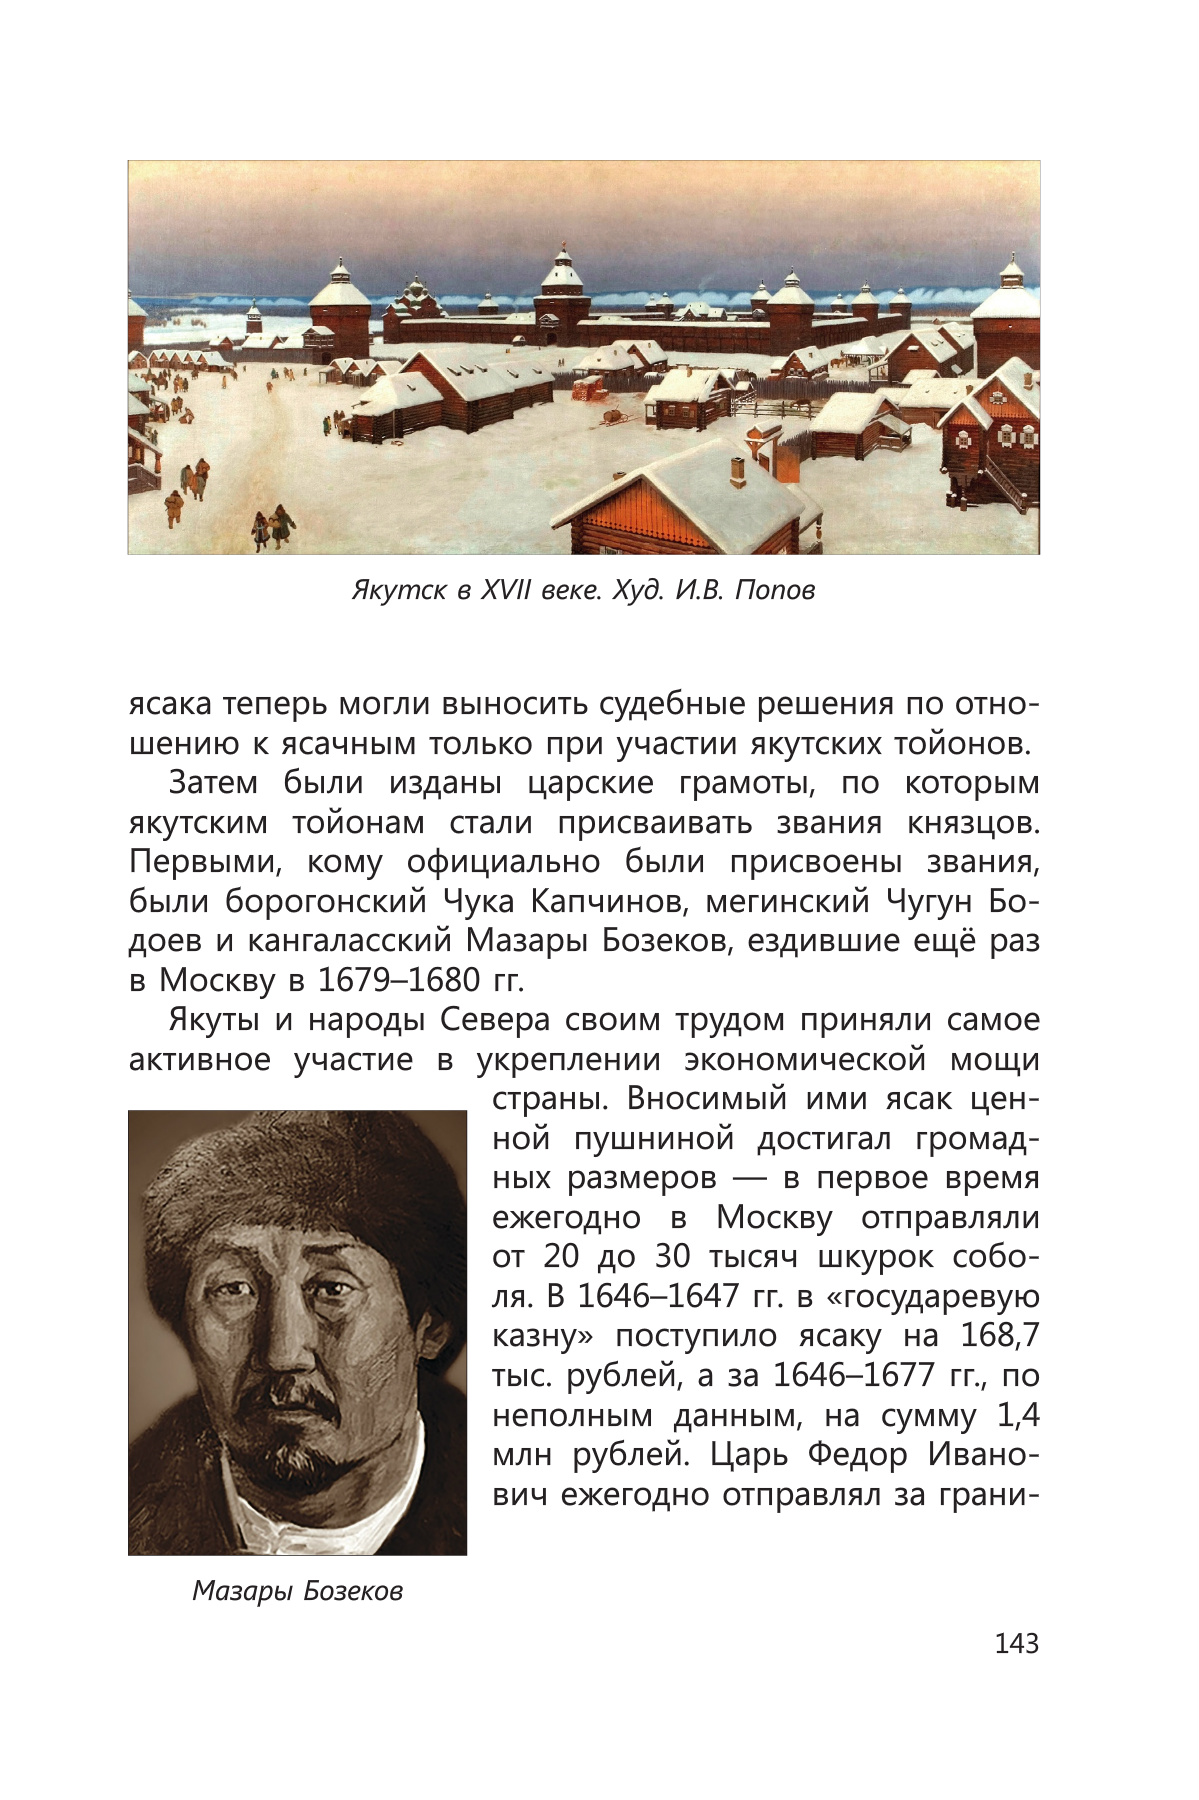 Якутск в XVII веке. Худ. И.В. Попов
ясака теперь могли выносить судебные решения по отно-
шению к ясачным только при участии якутских тойонов.
Затем были изданы царские грамоты, по которым
якутским тойонам стали присваивать звания князцов.
Первыми, кому официально были присвоены звания,
были борогонский Чука Капчинов, мегинский Чугун Бо-
доев и кангаласский Мазары Бозеков, ездившие ещё раз
в Москву в 1679–1680 гг.
Якуты и народы Севера своим трудом приняли самое
активное участие в укреплении экономической мощи
страны. Вносимый ими ясак цен-
ной пушниной достигал громад-
ных размеров — в первое время
ежегодно в Москву отправляли
от 20 до 30 тысяч шкурок собо-
ля. В 1646–1647 гг. в «государевую
казну» поступило ясаку на 168,7
тыс. рублей, а за 1646–1677 гг., по
неполным данным, на сумму 1,4
млн рублей. Царь Федор Ивано-
вич ежегодно отправлял за грани-
Мазары Бозеков
143